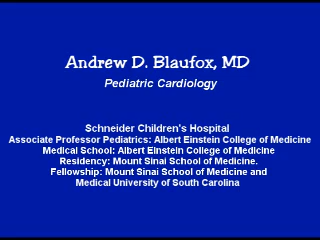 Andrew D. Blaufox, MD
Pediatric Cardiology
Schneider Children's Hospital
Associate Professor Pediatrics: Albert Einstein College of Medicine
Medical School: Albert Einstein College of Medicine
Residency: Mount Sinai School of Medicine.
Fellowship: Mount Sinai School of Medicine and
Medical University of South Carolina